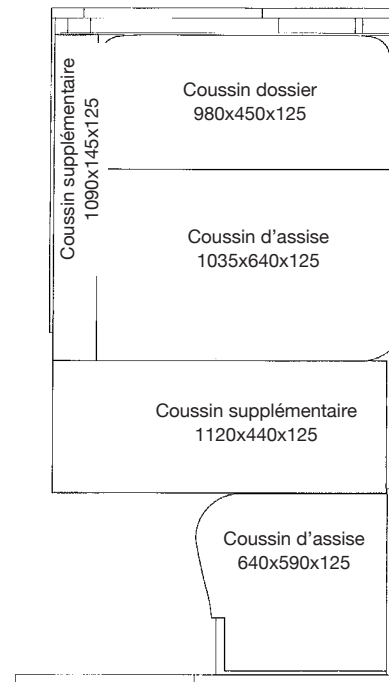 Coussin dossier
980x450x125
Coussin supplémentaire
1090x145x125
Coussin d’assise
1035x640x125
Coussin supplémentaire
1120x440x125
Coussin d’assise
640x590x125